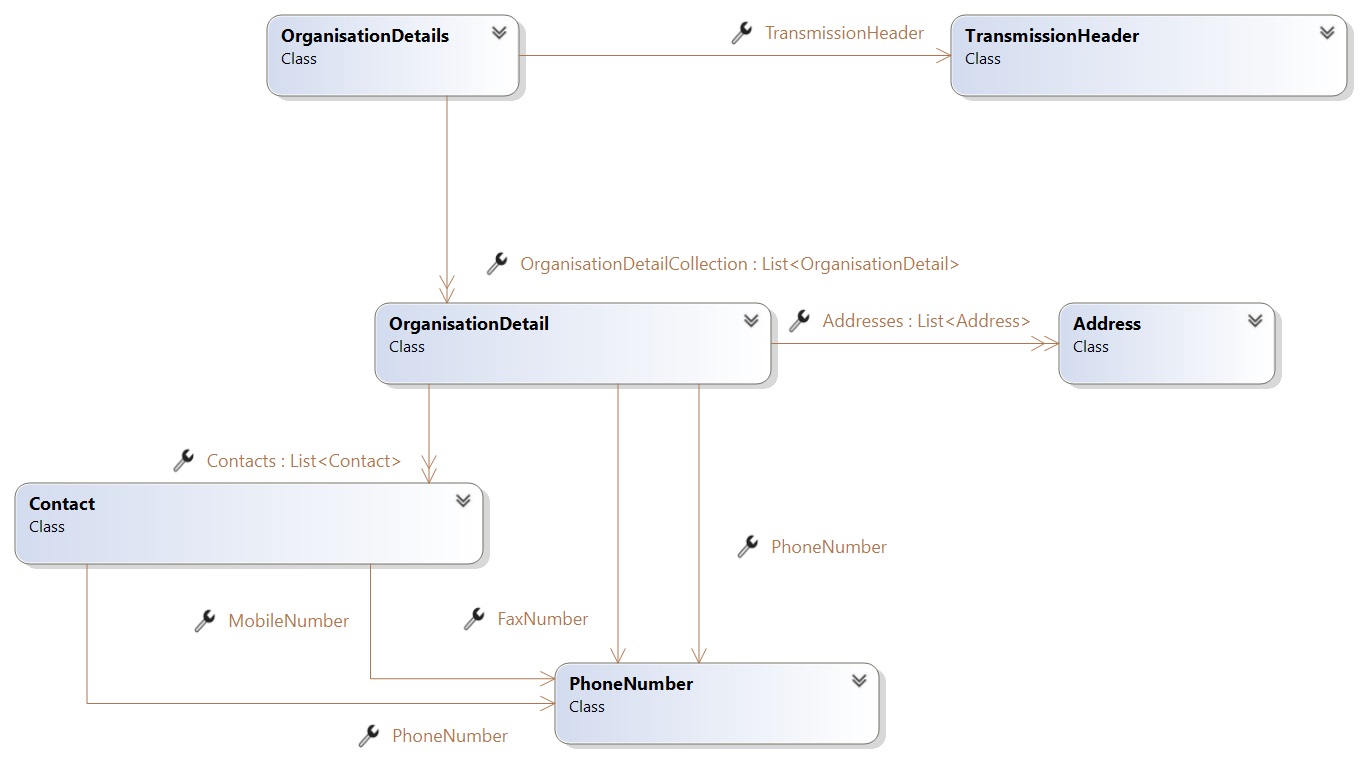 OrganisationDetails
Class
TransmissionHeader
TransmissionHeader
Class
OrganisationDetailCollection : List<OrganisationDetail>
OrganisationDetail
Class
Addresses : List<Address>
Address
Class
Contacts : List<Contact>
Contact
Class
PhoneNumber
MobileNumber
FaxNumber
PhoneNumber
Class
PhoneNumber